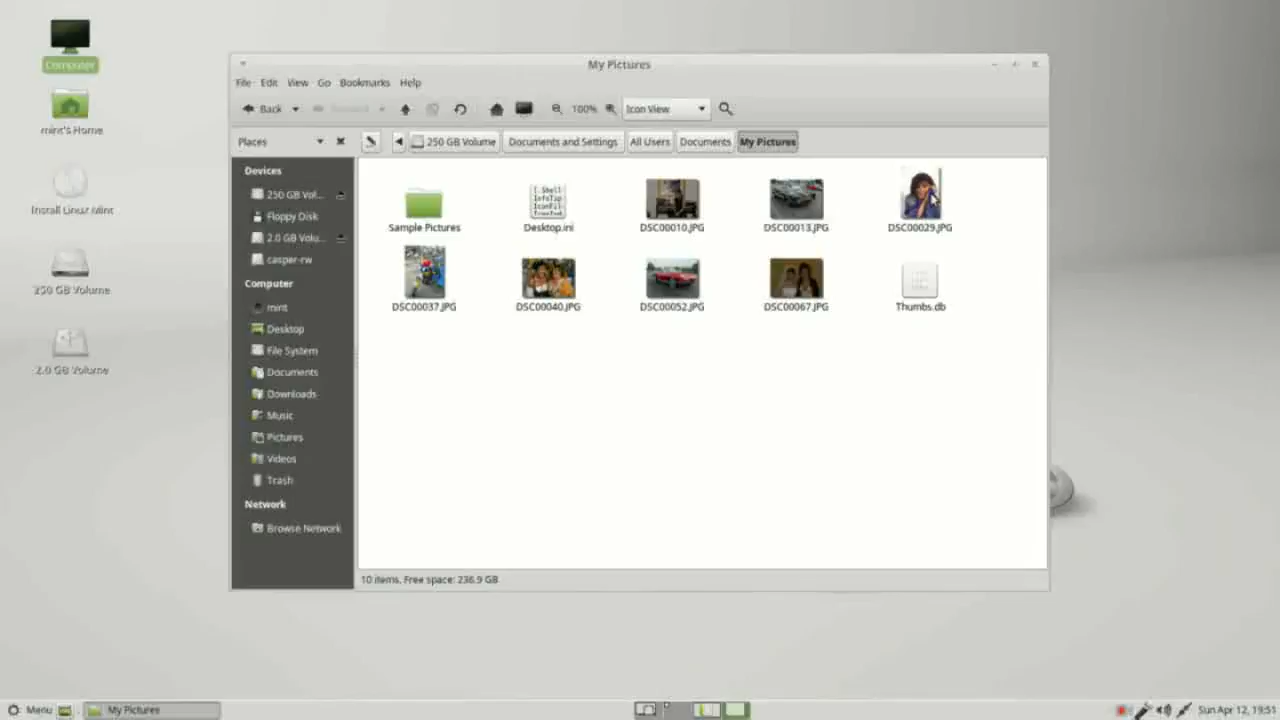 Computer
mint's Home
Install Linux Mint
250 GB Volume
2.0 GB Volume
My Pictures
File Edit View Go Bookmarks Help
Back Forward 100% Icon View
Places 250 GB Volume Documents and Settings All Users Documents My Pictures
Devices
250 GB Vol...
Floppy Disk
2.0 GB Volu...
casper-rw
Computer
mint
Desktop
File System
Documents
Downloads
Music
Pictures
Videos
Trash
Network
Browse Network
Sample Pictures Desktop.ini DSC00010.JPG DSC00013.JPG DSC00029.JPG
DSC00037.JPG DSC00040.JPG DSC00052.JPG DSC00067.JPG Thumbs.db
10 items, Free space: 236.9 GB
Menu My Pictures Sun Apr 12, 19:51